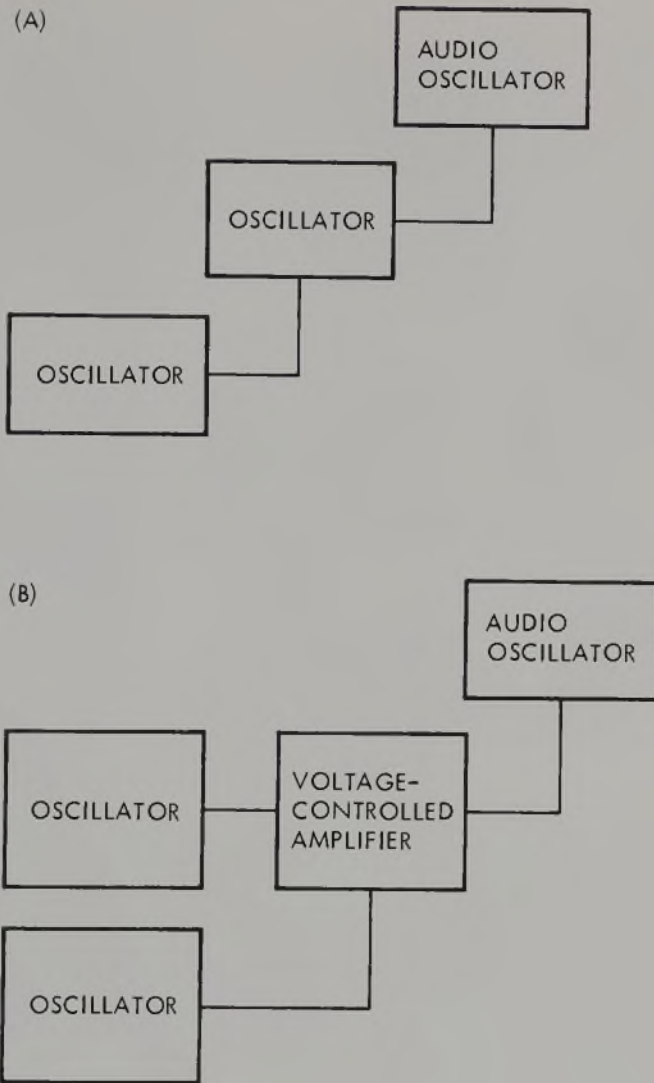 (A)
AUDIO
OSCILLATOR
OSCILLATOR
OSCILLATOR
(B)
AUDIO
OSCILLATOR
OSCILLATOR
VOLTAGE-
CONTROLLED
AMPLIFIER
OSCILLATOR